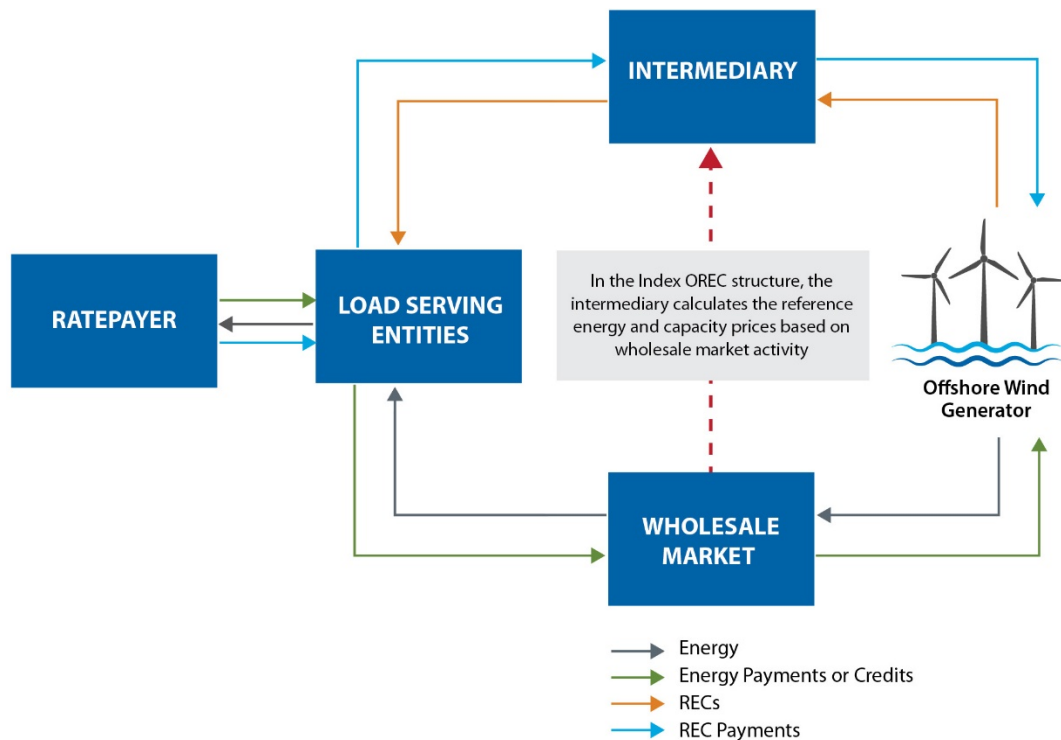 INTERMEDIARY
RATEPAYER
LOAD SERVING
ENTITIES
In the Index OREC structure, the
intermediary calculates the reference
energy and capacity prices based on
wholesale market activity
Offshore Wind
Generator
WHOLESALE
MARKET
Energy
Energy Payments or Credits
RECs
REC Payments